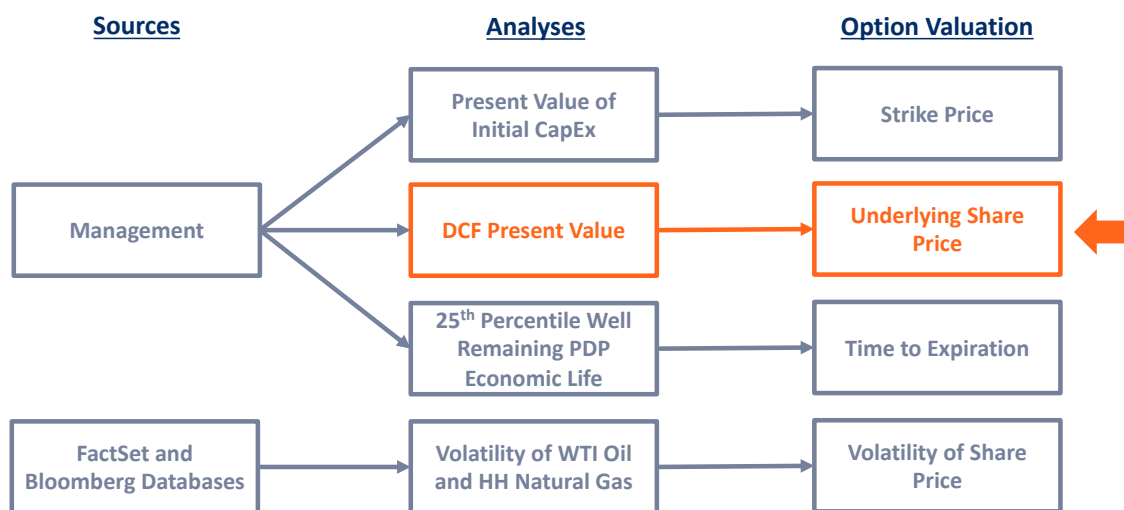 Sources
Analyses
Option Valuation
Present Value of
Initial CapEx
Strike Price
Management
DCF Present Value
Underlying Share
Price
25th Percentile Well
Remaining PDP
Economic Life
Time to Expiration
FactSet and
Bloomberg Databases
Volatility of WTI Oil
and HH Natural Gas
Volatility of Share
Price